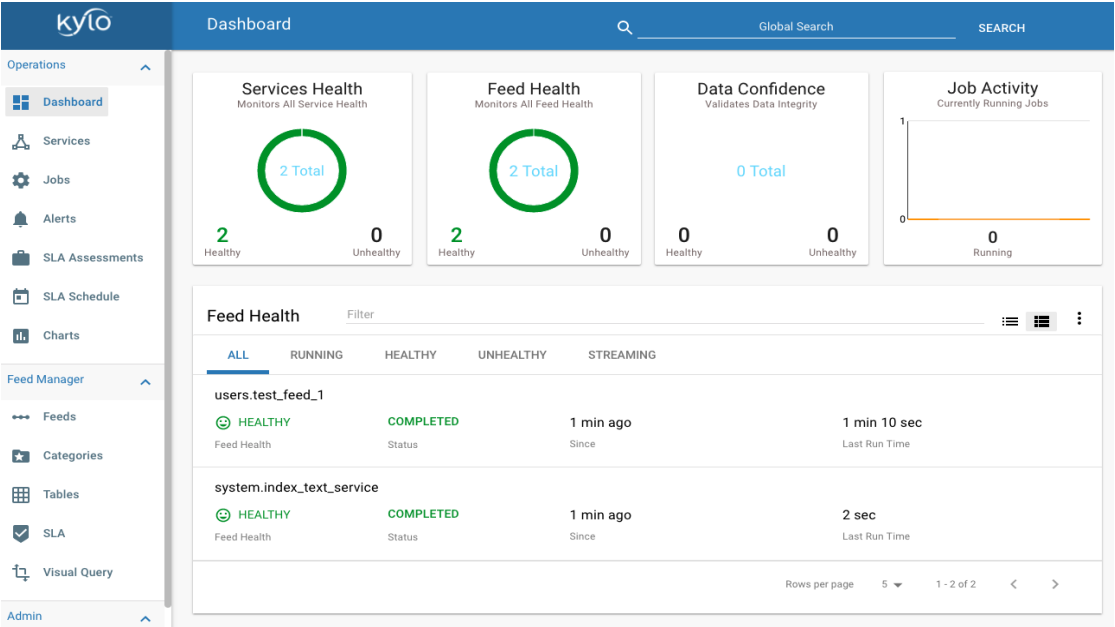 kylo
Dashboard
Global Search
SEARCH
Operations
Dashboard
Services
Jobs
Alerts
SLA Assessments
SLA Schedule
Charts
Feed Manager
Feeds
Categories
Tables
SLA
Visual Query
Admin
Services Health
Monitors All Service Health
2 Total
2
Healthy
0
Unhealthy
Feed Health
Monitors All Feed Health
2 Total
2
Healthy
0
Unhealthy
Data Confidence
Validates Data Integrity
0 Total
0
Healthy
0
Unhealthy
Job Activity
Currently Running Jobs
1
0
0
Running
Feed Health
Filter
ALL RUNNING HEALTHY UNHEALTHY STREAMING
users.test_feed_1
HEALTHY COMPLETED 1 min ago 1 min 10 sec
Feed Health Status Since Last Run Time
system.index_text_service
HEALTHY COMPLETED 1 min ago 2 sec
Feed Health Status Since Last Run Time
Rows per page 5 1 - 2 of 2